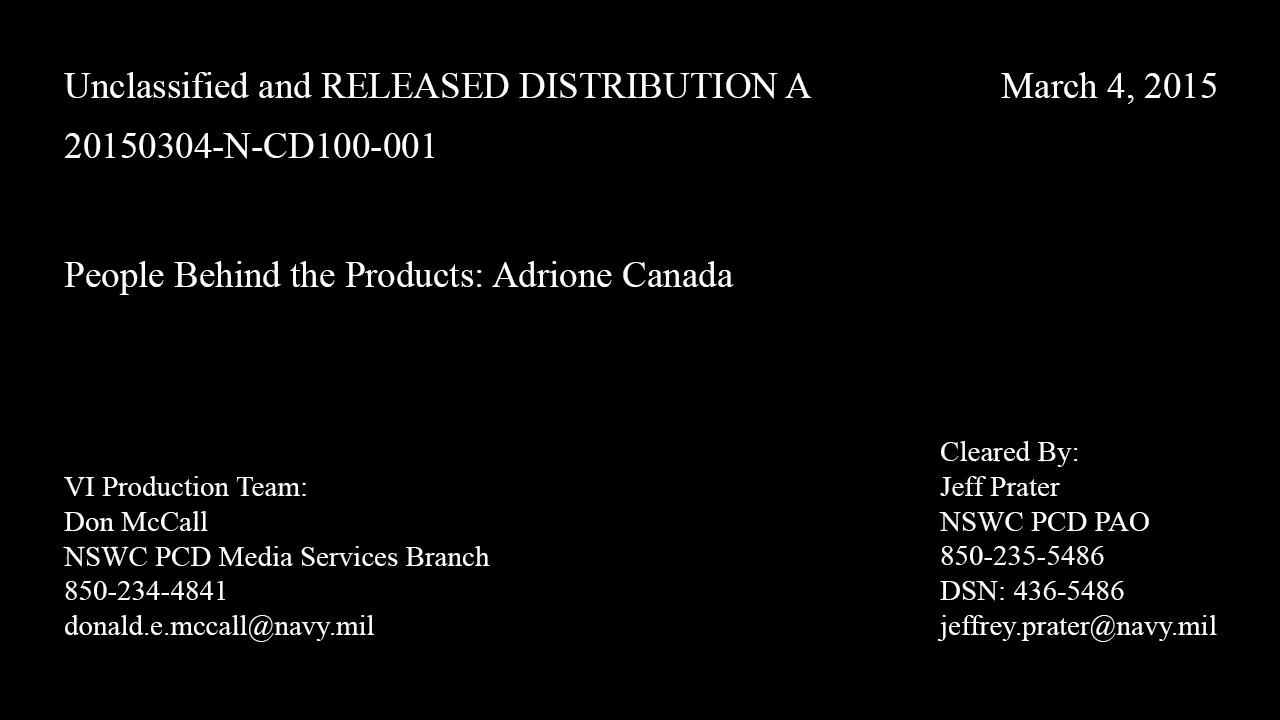 Unclassified and RELEASED DISTRIBUTION A March 4, 2015
20150304-N-CD100-001
People Behind the Products: Adrione Canada
VI Production Team:
Don McCall
NSWC PCD Media Services Branch
850-234-4841
donald.e.mccall@navy.mil
Cleared By:
Jeff Prater
NSWC PCD PAO
850-235-5486
DSN: 436-5486
jeffrey.prater@navy.mil